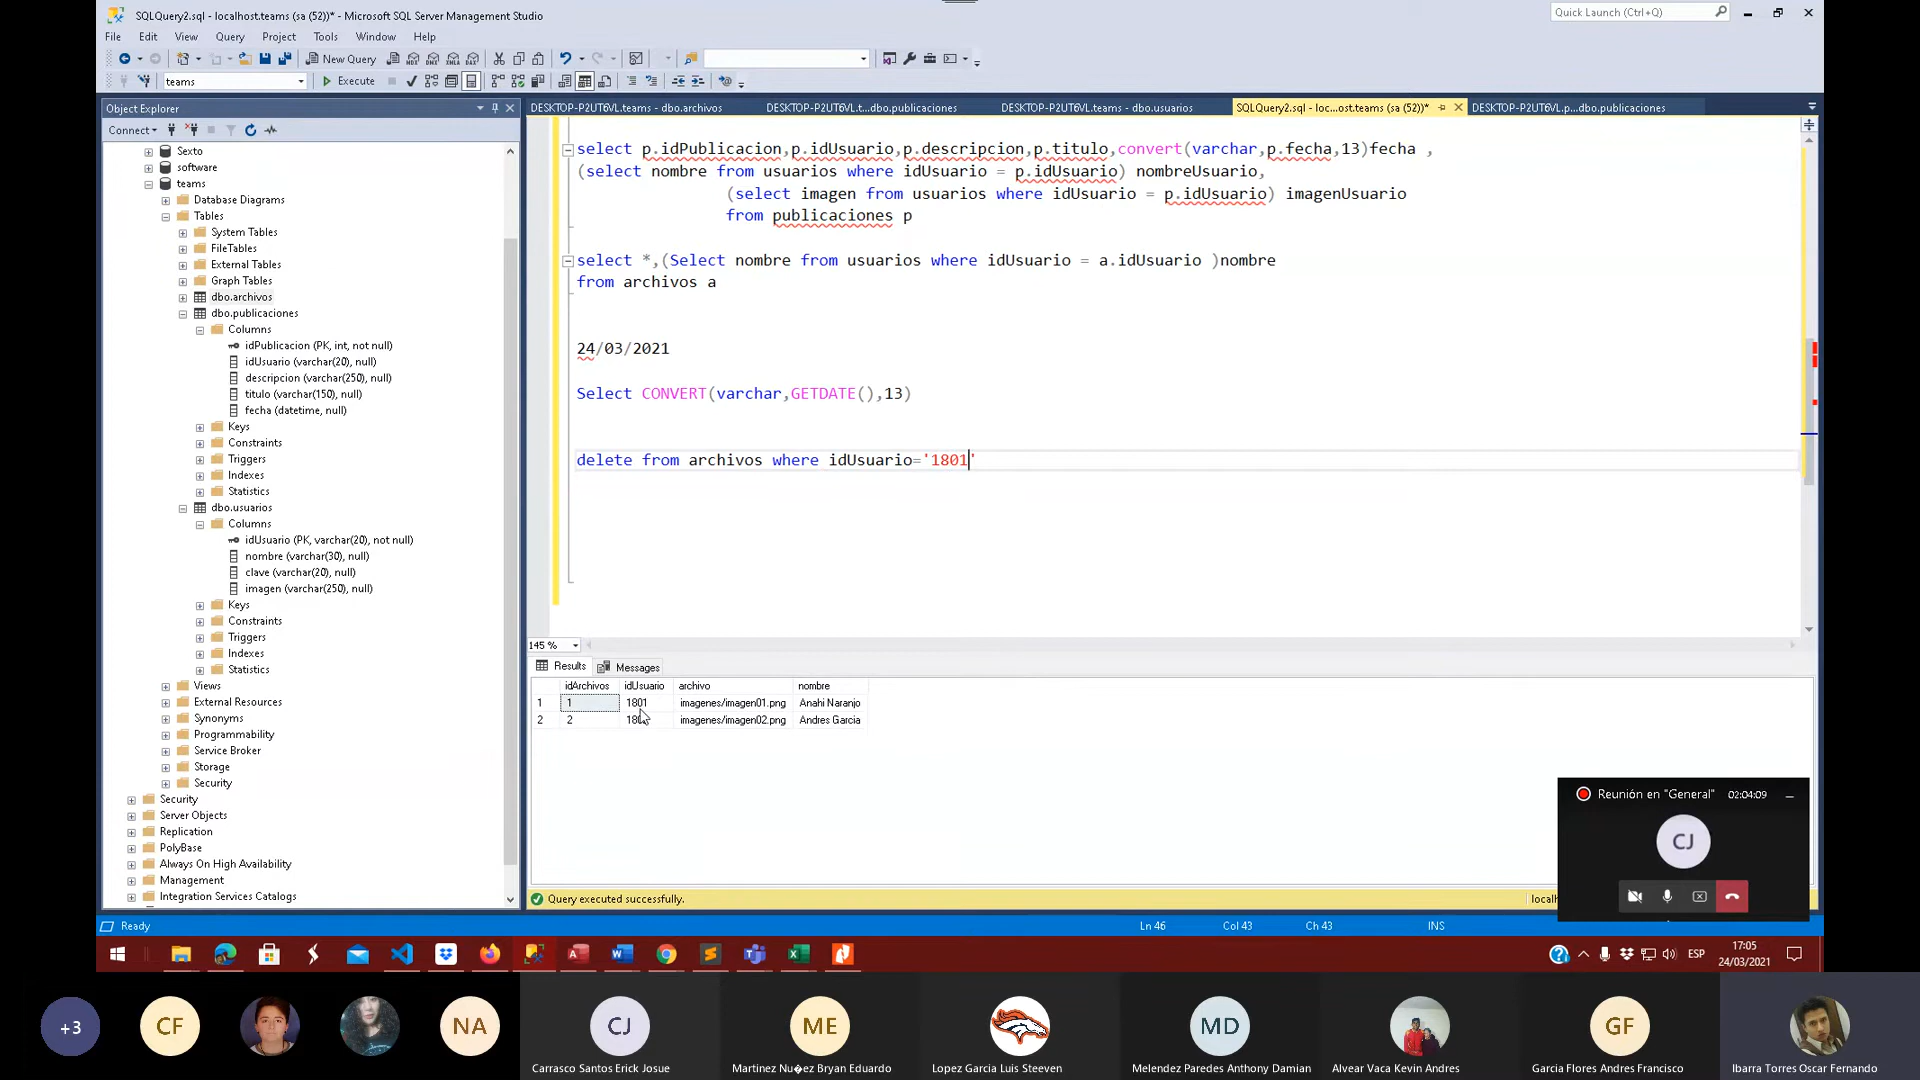 SQLQuery2.sql - localhost.teams (sa (52))* - Microsoft SQL Server Management Studio
Quick Launch (Ctrl+Q)
File Edit View Query Project Tools Window Help
New Query
teams
Execute
Object Explorer
Connect
Sexto
software
teams
Database Diagrams
Tables
System Tables
FileTables
External Tables
Graph Tables
dbo.archivos
dbo.publicaciones
Columns
idPublicacion (PK, int, not null)
idUsuario (varchar(20), null)
descripcion (varchar(250), null)
titulo (varchar(150), null)
fecha (datetime, null)
Keys
Constraints
Triggers
Indexes
Statistics
dbo.usuarios
Columns
idUsuario (PK, varchar(20), not null)
nombre (varchar(30), null)
clave (varchar(20), null)
imagen (varchar(250), null)
Keys
Constraints
Triggers
Indexes
Statistics
Views
External Resources
Synonyms
Programmability
Service Broker
Storage
Security
Security
Server Objects
Replication
PolyBase
Always On High Availability
Management
Integration Services Catalogs
DESKTOP-P2UT6VL.teams - dbo.archivos
DESKTOP-P2UT6VL.t...dbo.publicaciones
DESKTOP-P2UT6VL.teams - dbo.usuarios
SQLQuery2.sql - loc...ost.teams (sa (52))*
DESKTOP-P2UT6VL.p...dbo.publicaciones
select p.idPublicacion,p.idUsuario,p.descripcion,p.titulo,convert(varchar,p.fecha,13)fecha ,
(select nombre from usuarios where idUsuario = p.idUsuario) nombreUsuario,
(select imagen from usuarios where idUsuario = p.idUsuario) imagenUsuario
from publicaciones p
select *,(Select nombre from usuarios where idUsuario = a.idUsuario )nombre
from archivos a
24/03/2021
Select CONVERT(varchar,GETDATE(),13)
delete from archivos where idUsuario='1801'
145 %
Results Messages
idArchivos idUsuario archivo nombre
1 1 1801 imagenes/imagen01.png Anahi Naranjo
2 2 imagenes/imagen02.png Andres Garcia
Query executed successfully.
Reunión en "General" 02:04:09
CJ
Ready
Ln 46 Col 43 Ch 43 INS
ESP
17:05
24/03/2021
+3
CF
NA
CJ
Carrasco Santos Erick Josue
ME
Martinez Nu�ez Bryan Eduardo
Lopez Garcia Luis Steeven
MD
Melendez Paredes Anthony Damian
Alvear Vaca Kevin Andres
GF
Garcia Flores Andres Francisco
Ibarra Torres Oscar Fernando